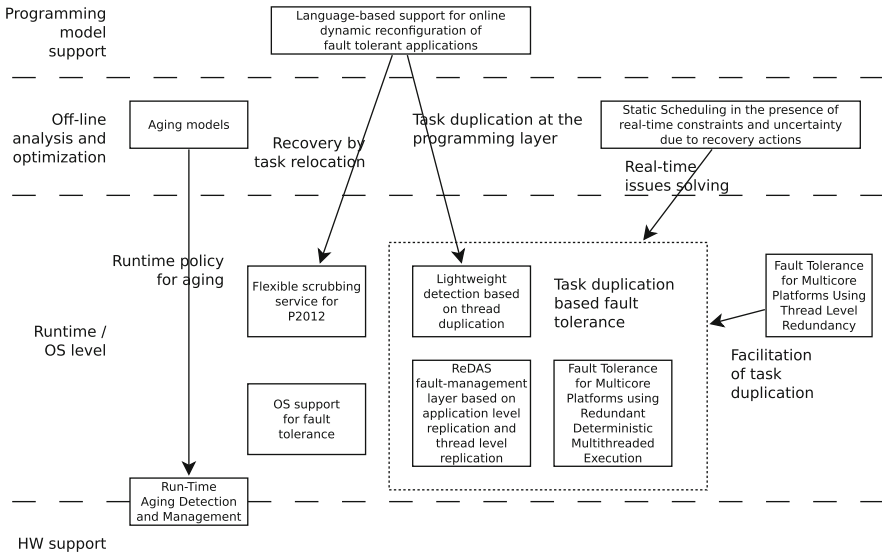 Programming
model
support
Language-based support for online
dynamic reconfiguration of
fault tolerant applications
Off-line
analysis and
optimization
Aging models
Recovery by
task relocation
Task duplication at the
programming layer
Static Scheduling in the presence of
real-time constraints and uncertainty
due to recovery actions
Real-time
issues solving
Runtime policy
for aging
Runtime /
OS level
Flexible scrubbing
service for
P2012
Lightweight
detection based
on thread
duplication
Task duplication
based fault
tolerance
Fault Tolerance
for Multicore
Platforms Using
Thread Level
Redundancy
Facilitation
of task
duplication
OS support
for fault
tolerance
ReDAS
fault-management
layer based on
application level
replication and
thread level
replication
Fault Tolerance
for Multicore
Platforms using
Redundant
Deterministic
Multithreaded
Execution
Run-Time
Aging Detection
and Management
HW support